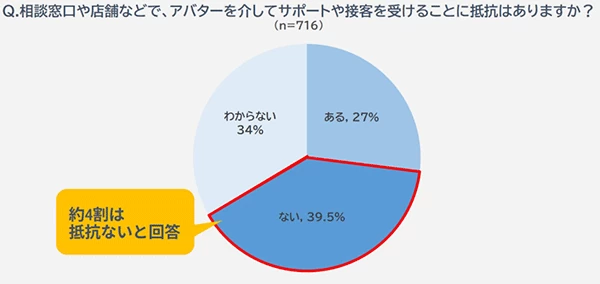 Q.相談窓口や店舗などで、アバターを介してサポートや接客を受けることに抵抗はありますか？
(n=716)
わからない
34%
ある, 27%
ない, 39.5%
約4割は
抵抗ないと回答